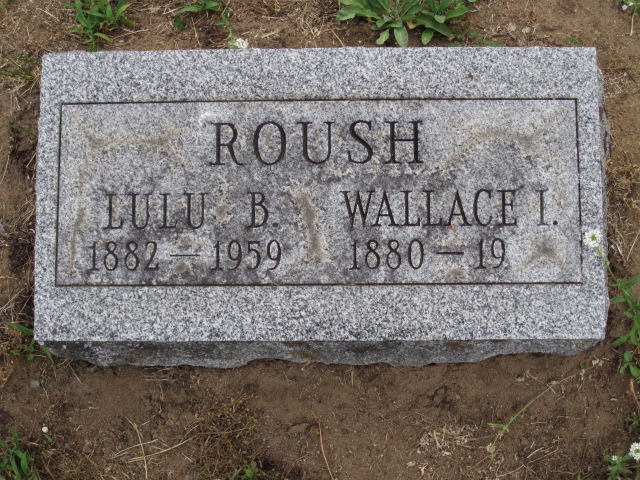 ROUSH
LULU B. WALLACE I.
1882 — 1959 1880 — 19